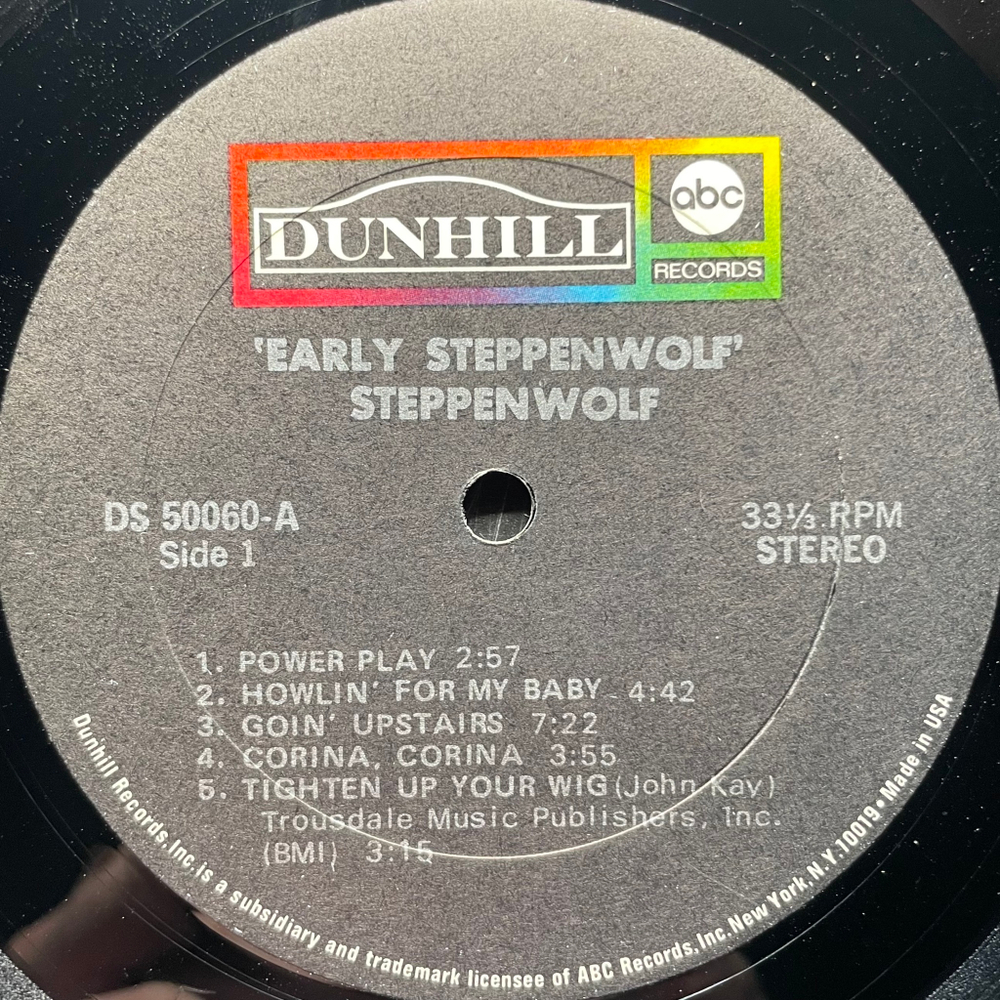 DUNHILL
abc
RECORDS
'EARLY STEPPENWOLF'
STEPPENWOLF
DS 50060-A
Side 1
33⅓ RPM
STEREO
1. POWER PLAY 2:57
2. HOWLIN' FOR MY BABY - 4:42
3. GOIN' UPSTAIRS 7:22
4. CORINA, CORINA 3:55
5. TIGHTEN UP YOUR WIG (John Kay)
Trousdale Music Publishers, Inc.
(BMI) 3:15
Dunhill Records, Inc. is a subsidiary and trademark licensee of ABC Records, Inc. New York, N.Y. 10019 • Made in USA